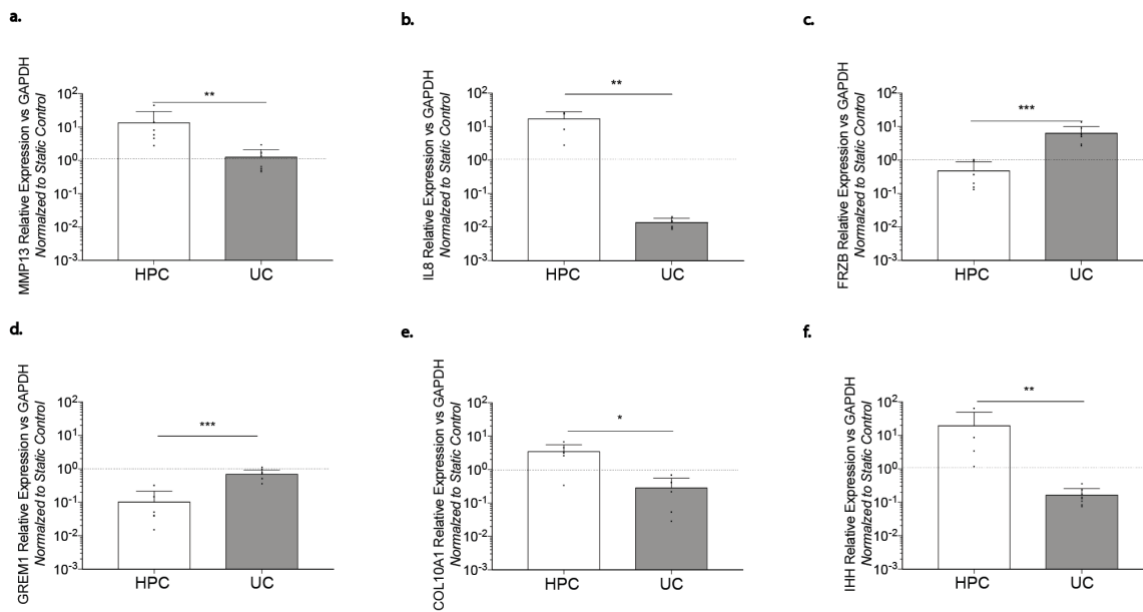 a.
MMP13 Relative Expression vs GAPDH
Normalized to Static Control
10²
10¹
10⁰
10⁻¹
10⁻²
10⁻³
**
HPC UC
b.
IL8 Relative Expression vs GAPDH
Normalized to Static Control
10²
10¹
10⁰
10⁻¹
10⁻²
10⁻³
**
HPC UC
c.
FRZB Relative Expression vs GAPDH
Normalized to Static Control
10²
10¹
10⁰
10⁻¹
10⁻²
10⁻³
***
HPC UC
d.
GREM1 Relative Expression vs GAPDH
Normalized to Static Control
10²
10¹
10⁰
10⁻¹
10⁻²
10⁻³
***
HPC UC
e.
COL10A1 Relative Expression vs GAPDH
Normalized to Static Control
10²
10¹
10⁰
10⁻¹
10⁻²
10⁻³
*
HPC UC
f.
IHH Relative Expression vs GAPDH
Normalized to Static Control
10²
10¹
10⁰
10⁻¹
10⁻²
10⁻³
**
HPC UC